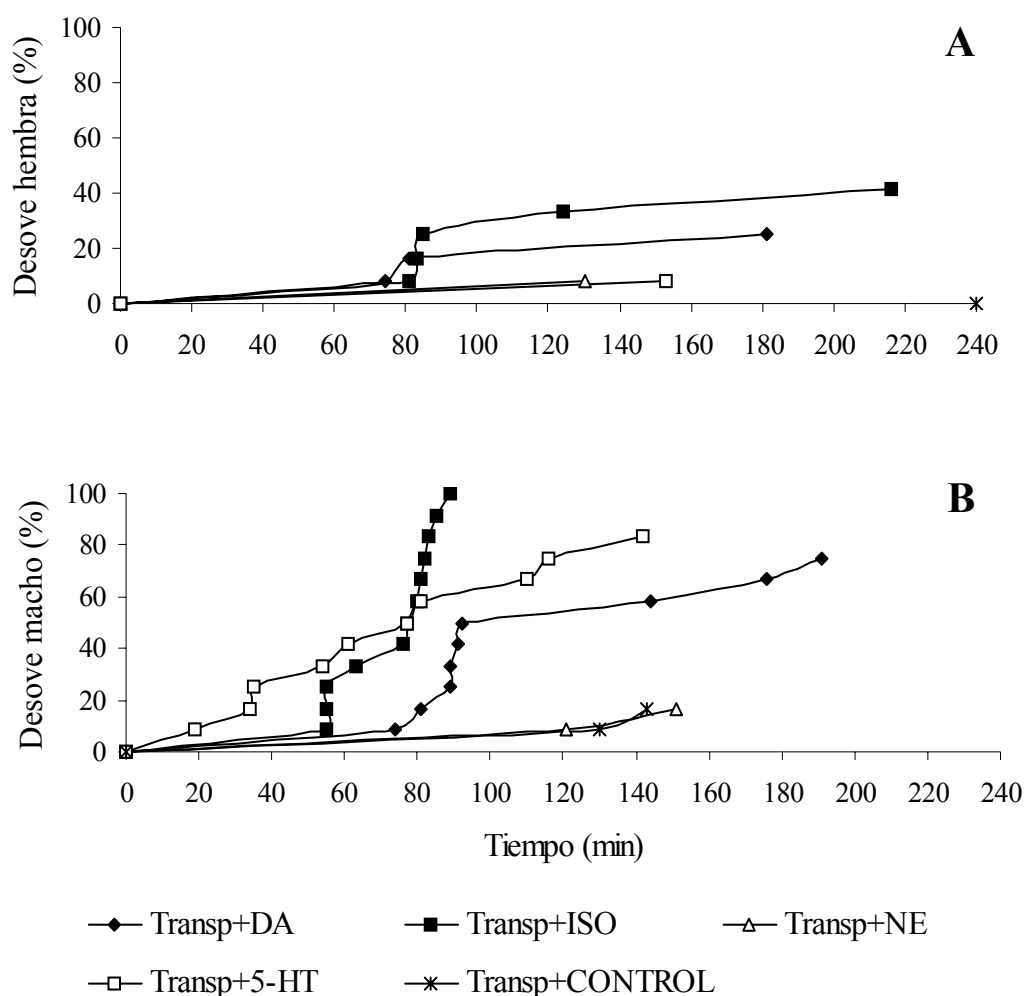 A
Desove hembra (%)
100
80
60
40
20
0
0 20 40 60 80 100 120 140 160 180 200 220 240
B
Desove macho (%)
100
80
60
40
20
0
0 20 40 60 80 100 120 140 160 180 200 220 240
Tiempo (min)
Transp+DA Transp+ISO Transp+NE
Transp+5-HT Transp+CONTROL